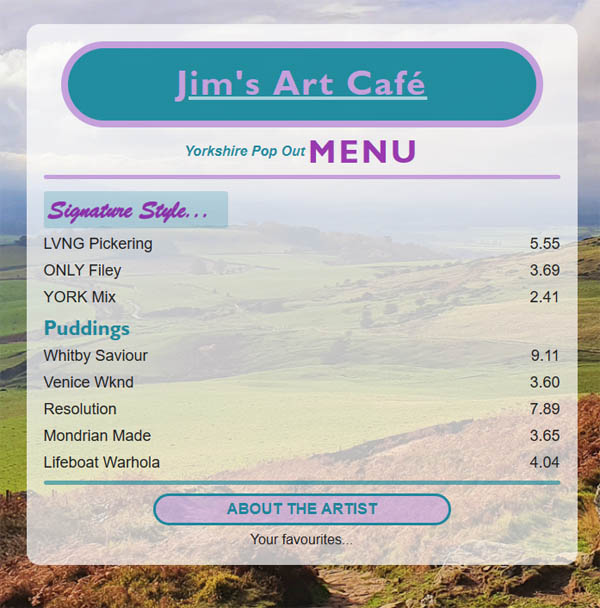 Jim's Art Café
Yorkshire Pop Out MENU
Signature Style...
LVNG Pickering 5.55
ONLY Filey 3.69
YORK Mix 2.41
Puddings
Whitby Saviour 9.11
Venice Wknd 3.60
Resolution 7.89
Mondrian Made 3.65
Lifeboat Warhola 4.04
ABOUT THE ARTIST
Your favourites...